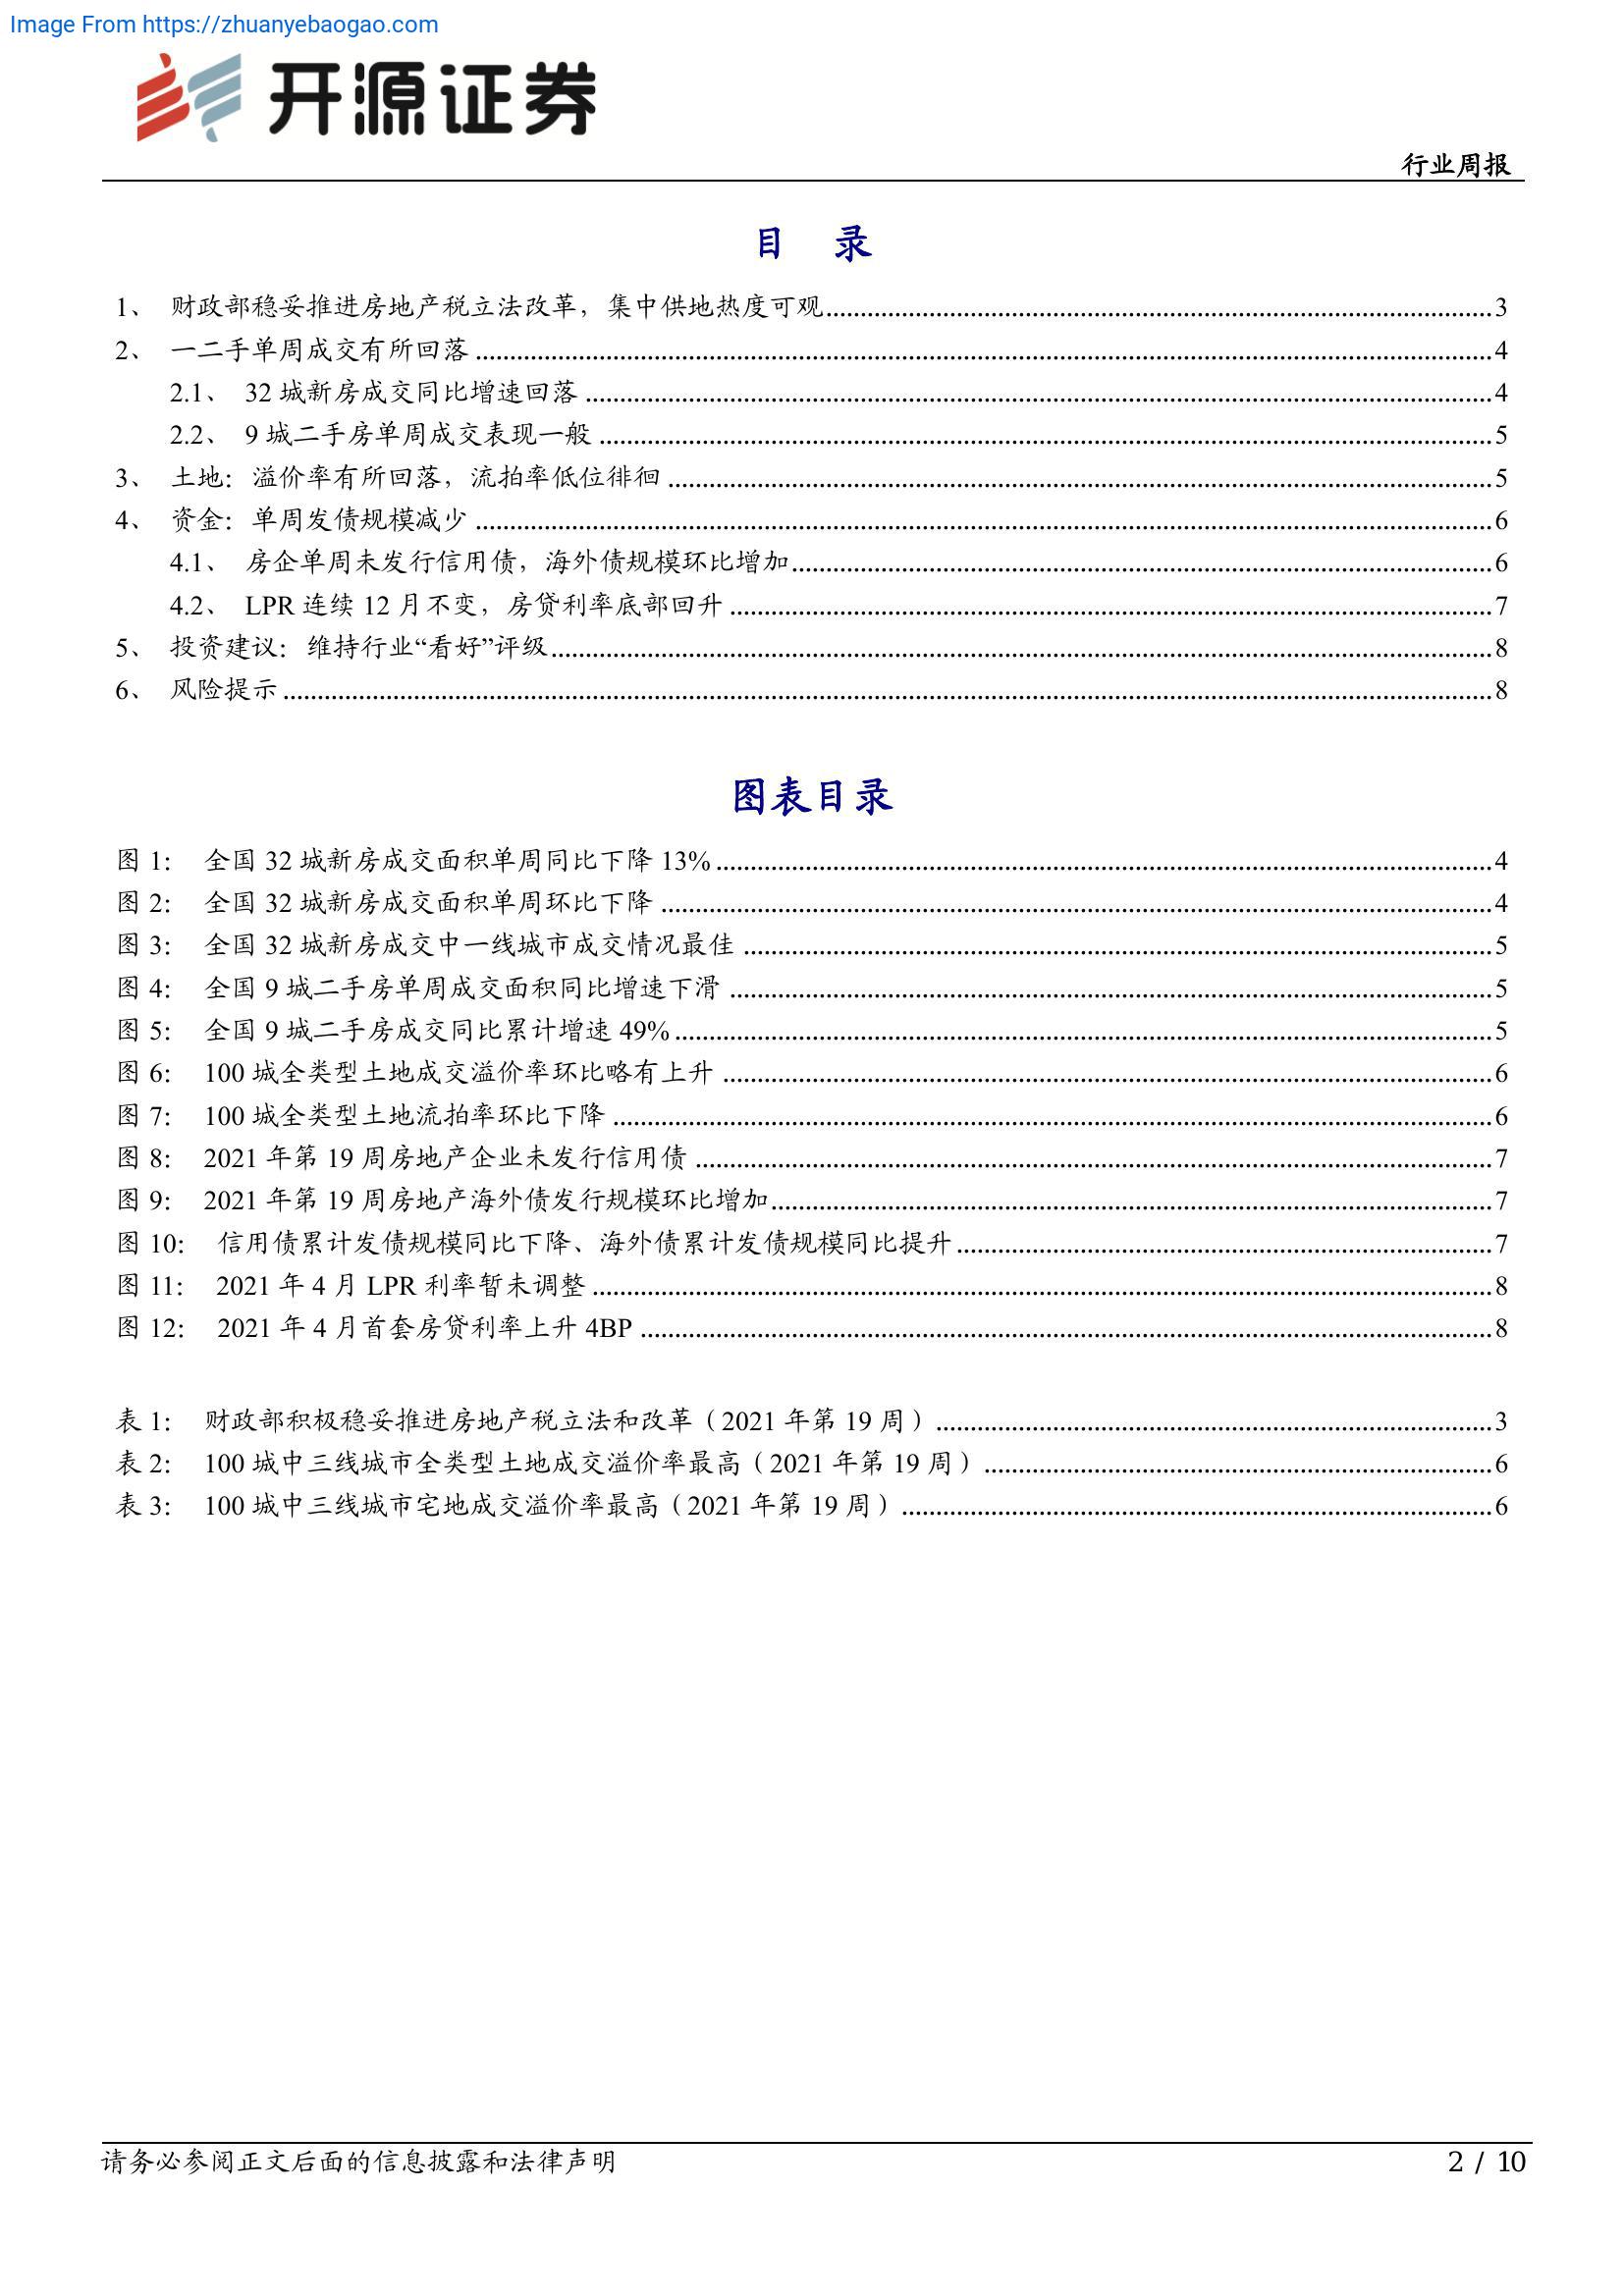 Image From https://zhuanyebaogao.com
开源证券
行业周报
目 录
1、 财政部稳妥推进房地产税立法改革，集中供地热度可观 3
2、 一二手单周成交有所回落 4
2.1、 32 城新房成交同比增速回落 4
2.2、 9 城二手房单周成交表现一般 5
3、 土地：溢价率有所回落，流拍率低位徘徊 5
4、 资金：单周发债规模减少 6
4.1、 房企单周未发行信用债，海外债规模环比增加 6
4.2、 LPR 连续 12 月不变，房贷利率底部回升 7
5、 投资建议：维持行业“看好”评级 8
6、 风险提示 8
图表目录
图 1： 全国 32 城新房成交面积单周同比下降 13% 4
图 2： 全国 32 城新房成交面积单周环比下降 4
图 3： 全国 32 城新房成交中一线城市成交情况最佳 5
图 4： 全国 9 城二手房单周成交面积同比增速下滑 5
图 5： 全国 9 城二手房成交同比累计增速 49% 5
图 6： 100 城全类型土地成交溢价率环比略有上升 6
图 7： 100 城全类型土地流拍率环比下降 6
图 8： 2021 年第 19 周房地产企业未发行信用债 7
图 9： 2021 年第 19 周房地产海外债发行规模环比增加 7
图 10： 信用债累计发债规模同比下降、海外债累计发债规模同比提升 7
图 11： 2021 年 4 月 LPR 利率暂未调整 8
图 12： 2021 年 4 月首套房贷利率上升 4BP 8
表 1： 财政部积极稳妥推进房地产税立法和改革（2021 年第 19 周） 3
表 2： 100 城中三线城市全类型土地成交溢价率最高（2021 年第 19 周） 6
表 3： 100 城中三线城市宅地成交溢价率最高（2021 年第 19 周） 6
请务必参阅正文后面的信息披露和法律声明 2 / 10